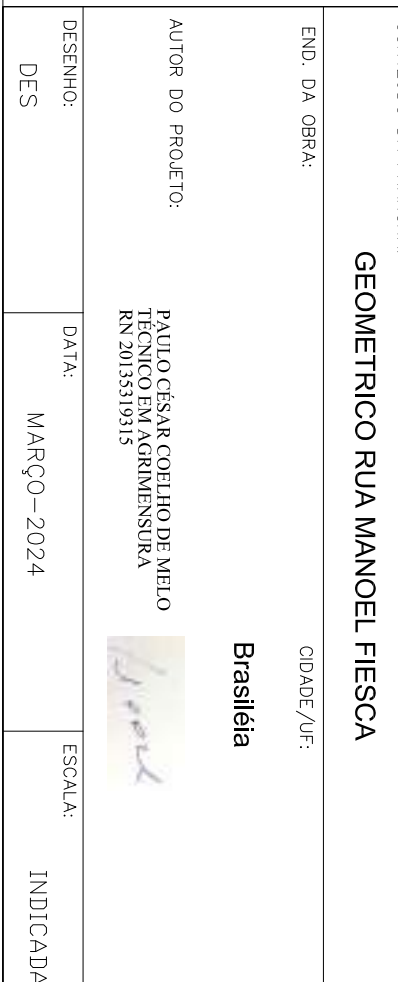 GEOMETRICO RUA MANOEL FIESCA
END. DA OBRA:
CIDADE/UF:
Brasiléia
AUTOR DO PROJETO:
PAULO CÉSAR COELHO DE MELO
TÉCNICO EM AGRIMENSURA
RN 20135319315
DESENHO:
DES
DATA:
MARÇO-2024
ESCALA:
INDICADA